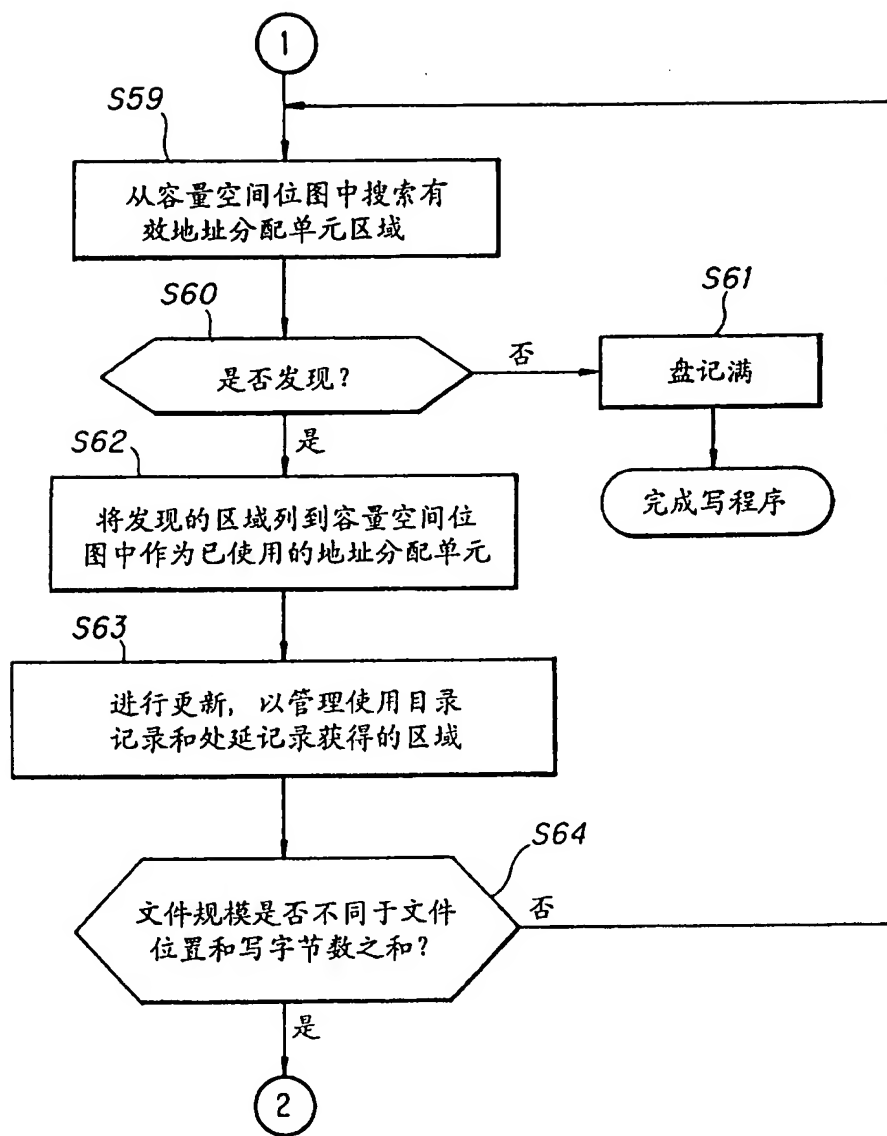 1
S59
从容量空间位图中搜索有
效地址分配单元区域
S60
是否发现?
否
S61
盘记满
完成写程序
是
S62
将发现的区域列到容量空间位
图中作为已使用的地址分配单元
S63
进行更新, 以管理使用目录
记录和处延记录获得的区域
S64
文件规模是否不同于文件
位置和写字节数之和?
否
是
2